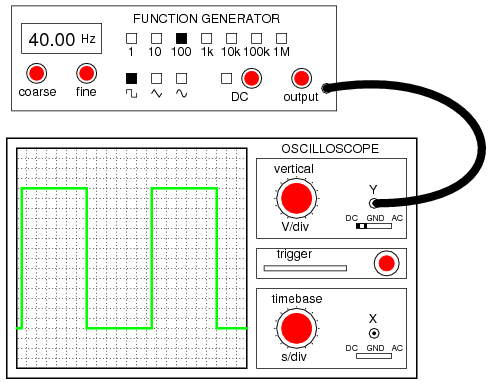 FUNCTION GENERATOR
40.00 Hz
1 10 100 1k 10k 100k 1M
coarse fine DC output
OSCILLOSCOPE
vertical
Y
DC GND AC
V/div
trigger
timebase
X
DC GND AC
s/div